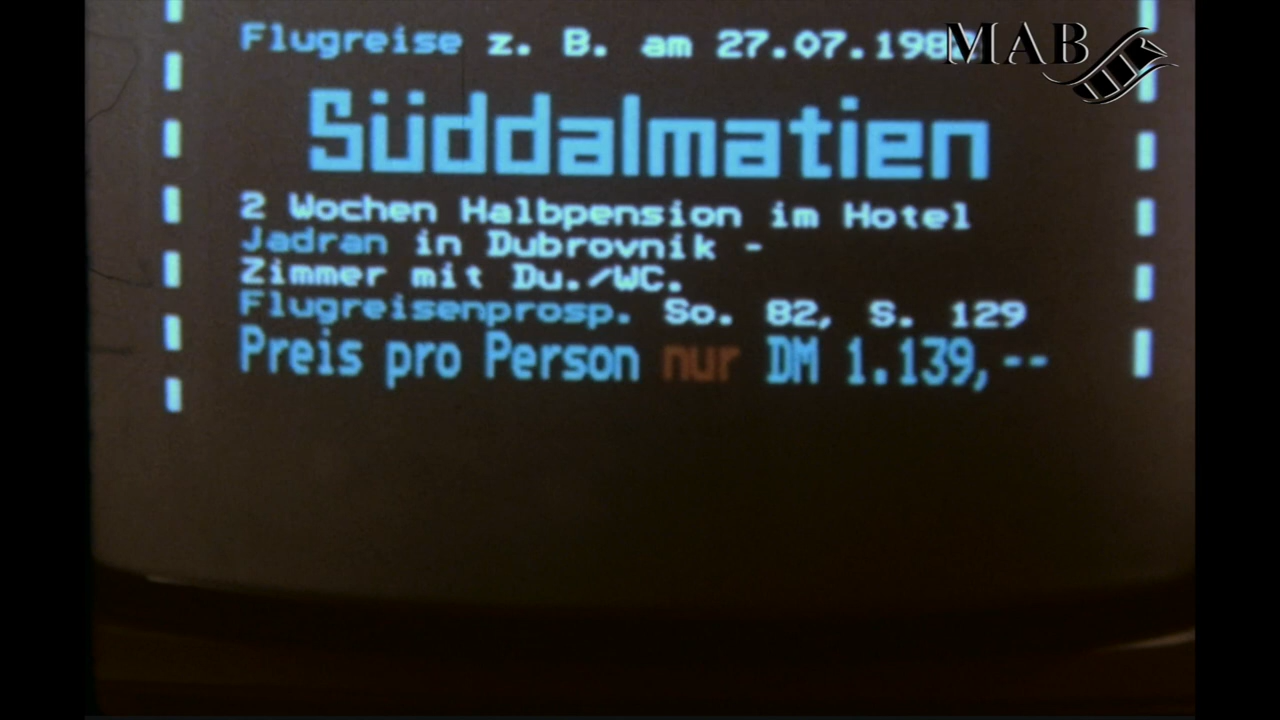 Flugreise z. B. am 27.07.198
MAB
Süddalmatien
2 Wochen Halbpension im Hotel
Jadran in Dubrovnik -
Zimmer mit Du./WC.
Flugreisenprosp. So. 82, S. 129
Preis pro Person nur DM 1.139,--